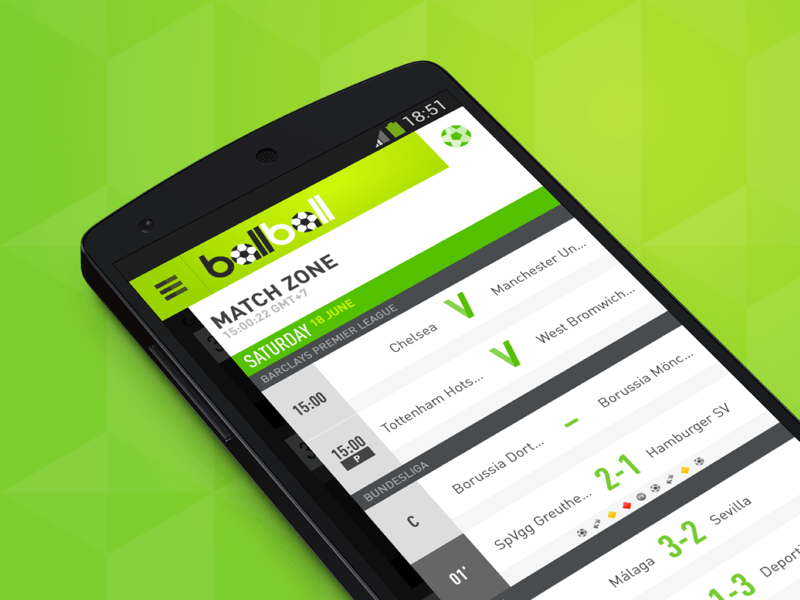 18:51
ballball
MATCH ZONE
15:00:22 GMT+7
SATURDAY 18 JUNE
BARCLAYS PREMIER LEAGUE
15:00 Chelsea V Manchester Un...
15:00 P Tottenham Hots... V West Bromwich...
BUNDESLIGA
C Borussia Dort... – Borussia Mönc...
01' SpVgg Greuthe... 2-1 Hamburger SV
Málaga 3-2 Sevilla
1-3 Deporti